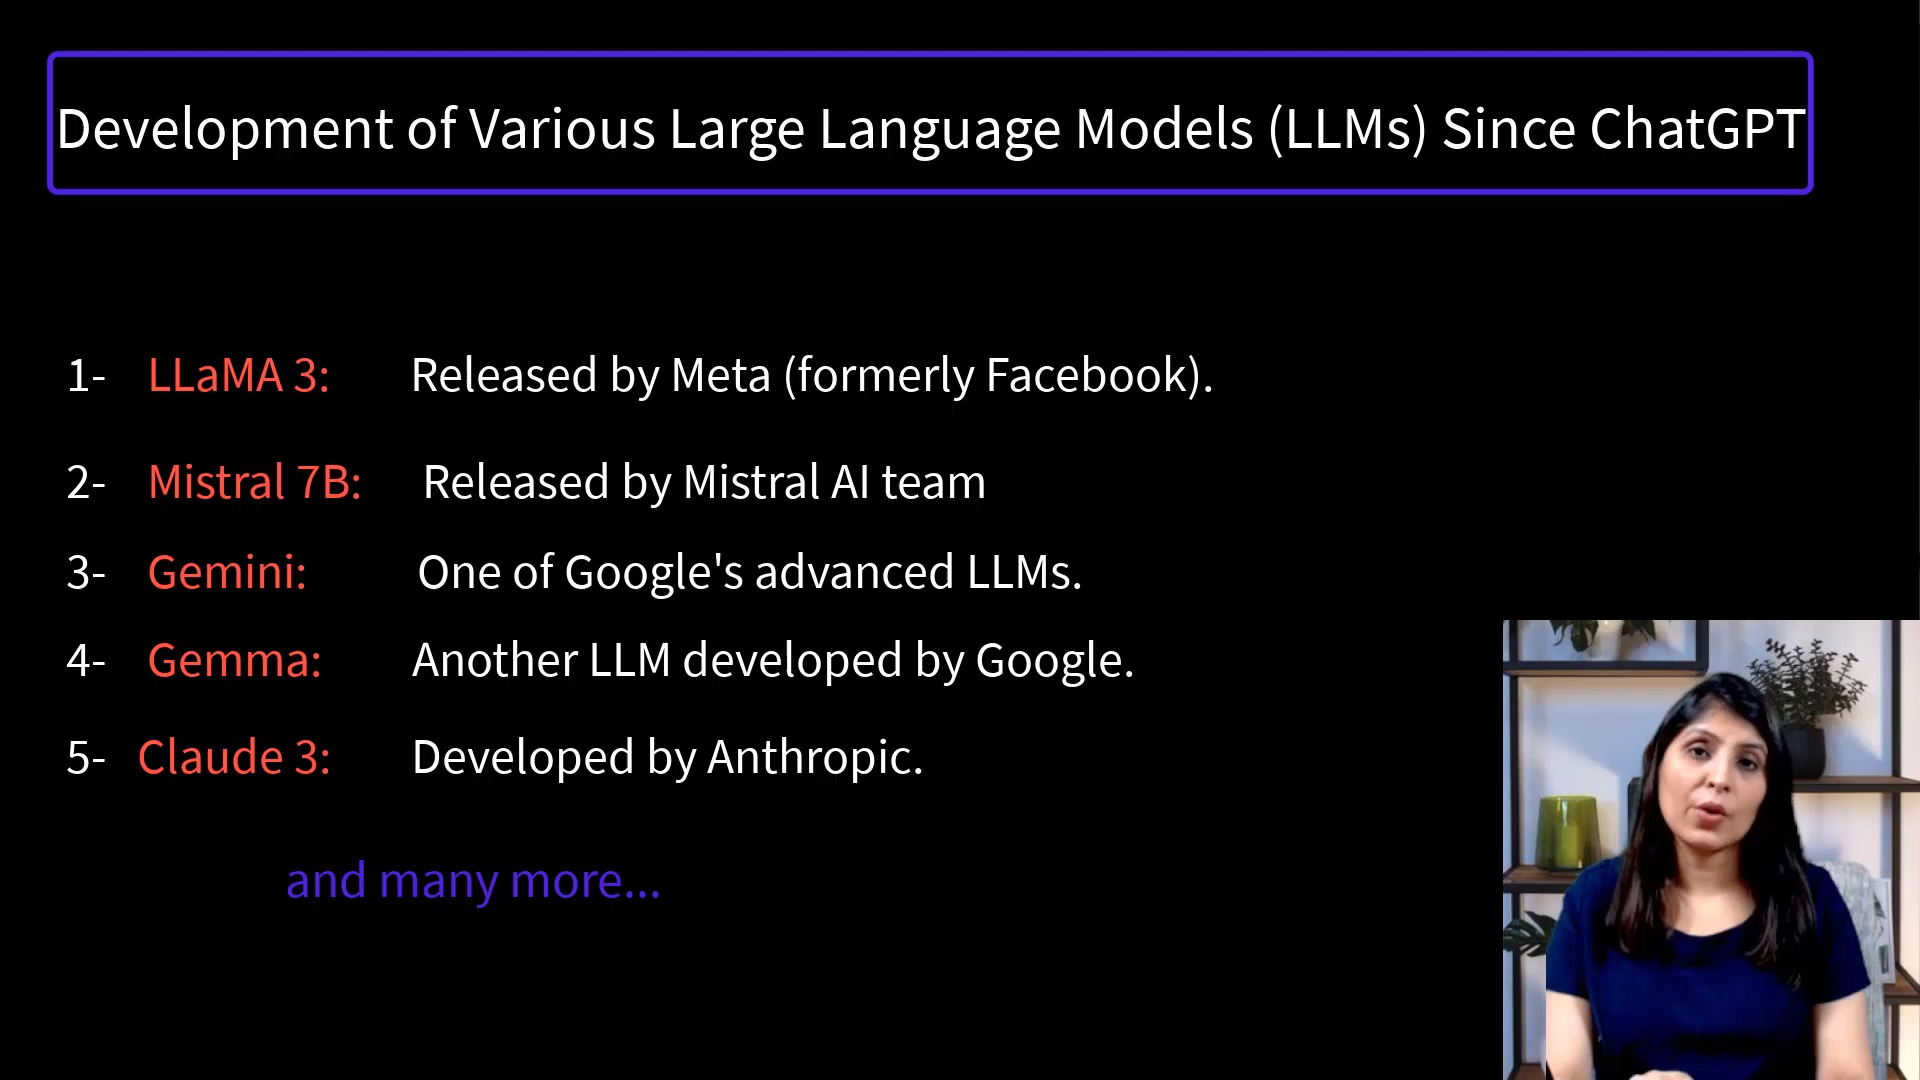 Development of Various Large Language Models (LLMs) Since ChatGPT
1- LLaMA 3: Released by Meta (formerly Facebook).
2- Mistral 7B: Released by Mistral AI team
3- Gemini: One of Google's advanced LLMs.
4- Gemma: Another LLM developed by Google.
5- Claude 3: Developed by Anthropic.
and many more...